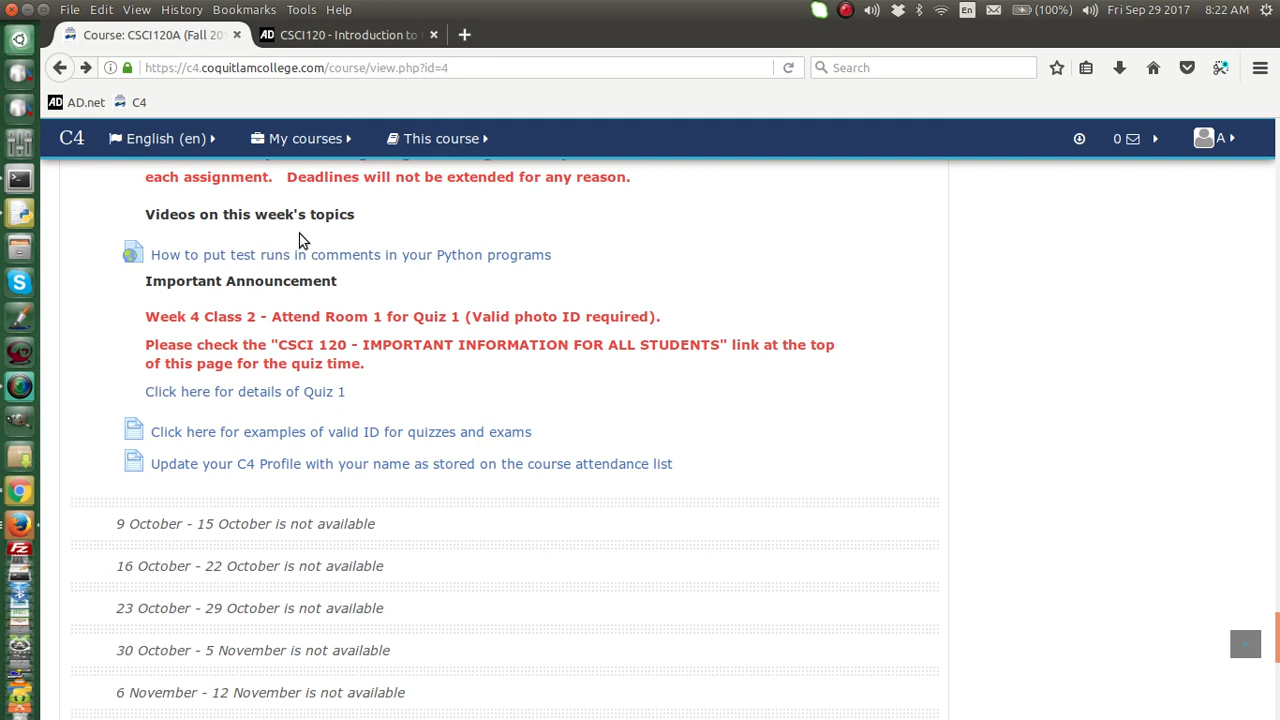 File Edit View History Bookmarks Tools Help
En
(100%)
Fri Sep 29 2017
8:22 AM
Course: CSCI120A (Fall 20
AD CSCI120 - Introduction to
https://c4.coquitlamcollege.com/course/view.php?id=4
Search
AD AD.net C4
C4 English (en) My courses This course 0 A
each assignment. Deadlines will not be extended for any reason.
Videos on this week's topics
How to put test runs in comments in your Python programs
Important Announcement
Week 4 Class 2 - Attend Room 1 for Quiz 1 (Valid photo ID required).
Please check the "CSCI 120 - IMPORTANT INFORMATION FOR ALL STUDENTS" link at the top
of this page for the quiz time.
Click here for details of Quiz 1
Click here for examples of valid ID for quizzes and exams
Update your C4 Profile with your name as stored on the course attendance list
9 October - 15 October is not available
16 October - 22 October is not available
23 October - 29 October is not available
30 October - 5 November is not available
6 November - 12 November is not available